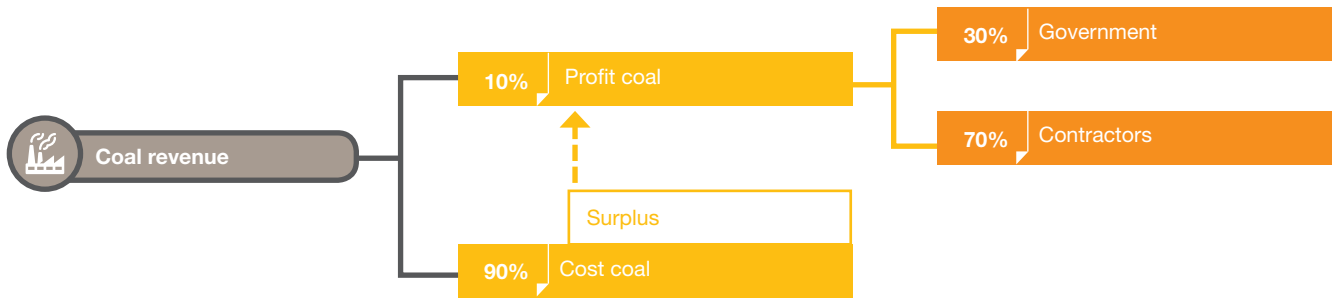 30% Government
10% Profit coal
70% Contractors
Coal revenue
Surplus
90% Cost coal